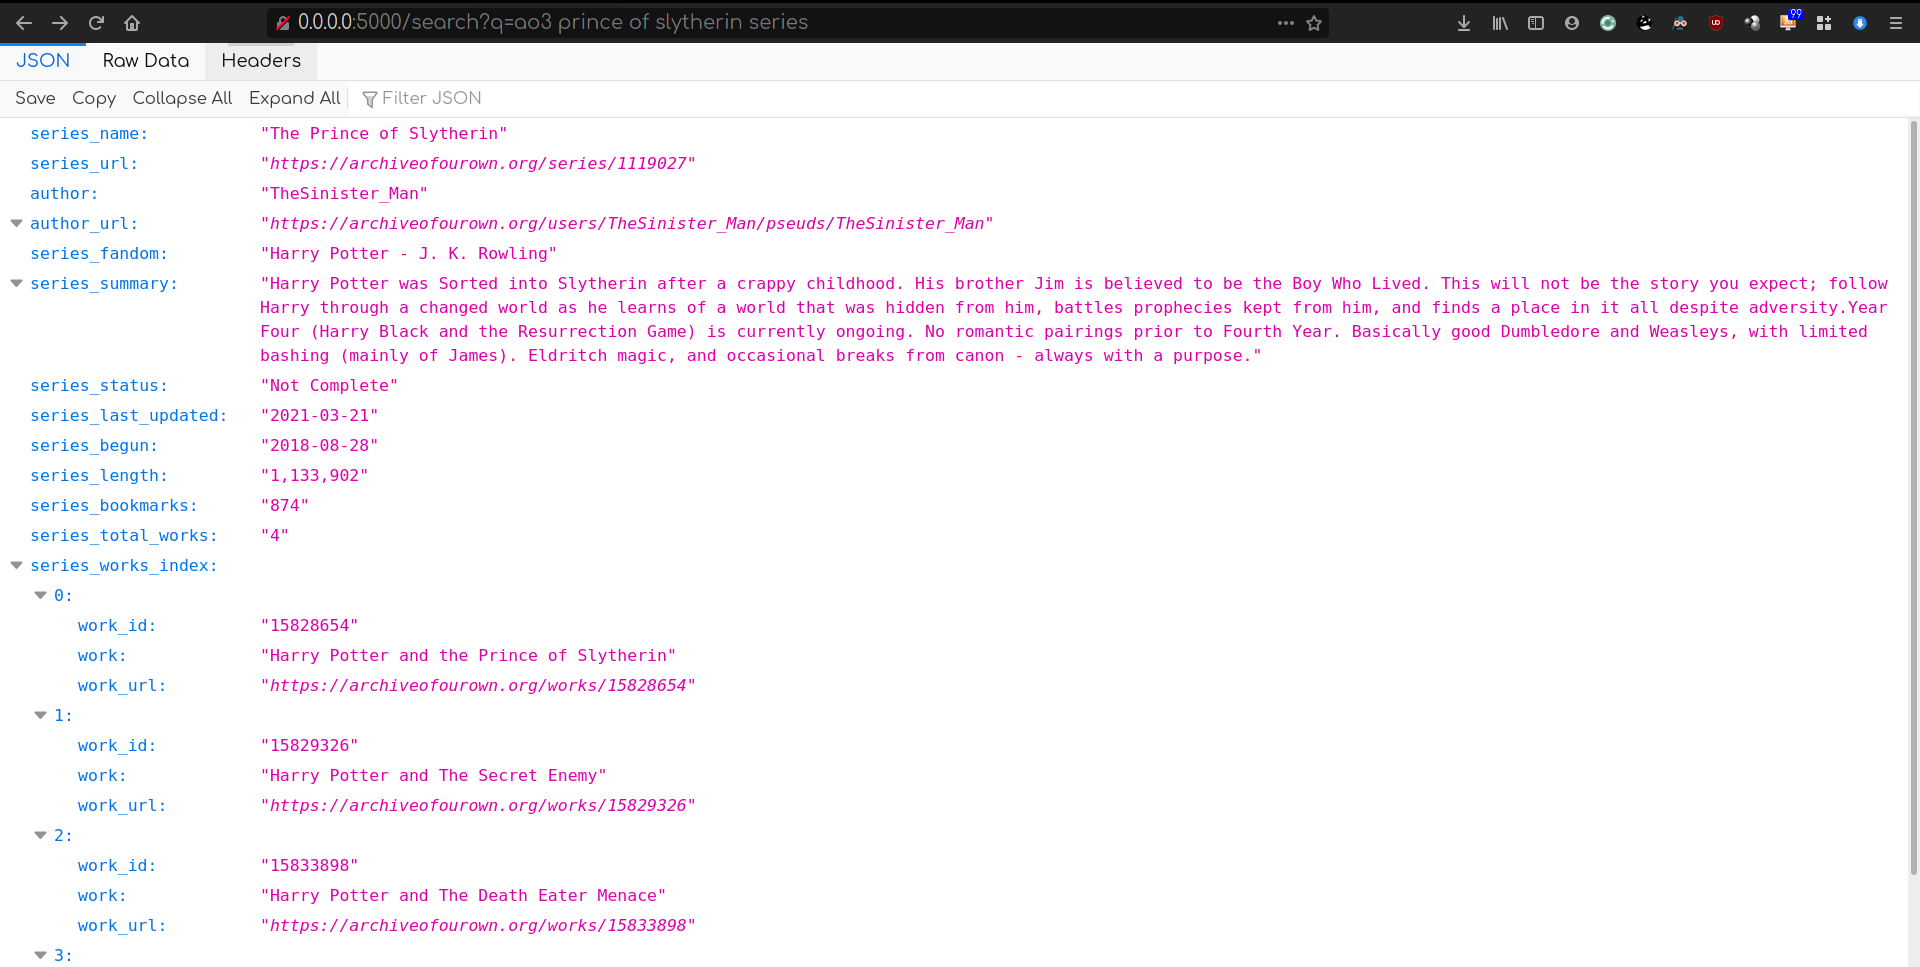 0.0.0.0:5000/search?q=ao3 prince of slytherin series
99
JSON Raw Data Headers
Save Copy Collapse All Expand All Filter JSON
series_name: "The Prince of Slytherin"
series_url: "https://archiveofourown.org/series/1119027"
author: "TheSinister_Man"
author_url: "https://archiveofourown.org/users/TheSinister_Man/pseuds/TheSinister_Man"
series_fandom: "Harry Potter - J. K. Rowling"
series_summary: "Harry Potter was Sorted into Slytherin after a crappy childhood. His brother Jim is believed to be the Boy Who Lived. This will not be the story you expect; follow
Harry through a changed world as he learns of a world that was hidden from him, battles prophecies kept from him, and finds a place in it all despite adversity.Year
Four (Harry Black and the Resurrection Game) is currently ongoing. No romantic pairings prior to Fourth Year. Basically good Dumbledore and Weasleys, with limited
bashing (mainly of James). Eldritch magic, and occasional breaks from canon - always with a purpose."
series_status: "Not Complete"
series_last_updated: "2021-03-21"
series_begun: "2018-08-28"
series_length: "1,133,902"
series_bookmarks: "874"
series_total_works: "4"
series_works_index:
0:
work_id: "15828654"
work: "Harry Potter and the Prince of Slytherin"
work_url: "https://archiveofourown.org/works/15828654"
1:
work_id: "15829326"
work: "Harry Potter and The Secret Enemy"
work_url: "https://archiveofourown.org/works/15829326"
2:
work_id: "15833898"
work: "Harry Potter and The Death Eater Menace"
work_url: "https://archiveofourown.org/works/15833898"
3: